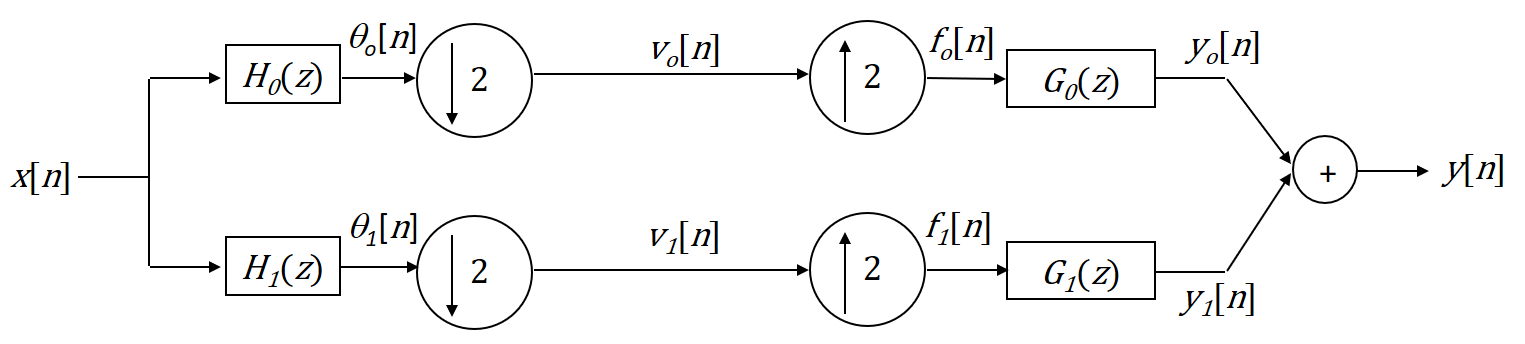 θₒ[n] vₒ[n] fₒ[n] yₒ[n]
H₀(z) 2 2 G₀(z)
x[n] + y[n]
θ₁[n] v₁[n] f₁[n]
H₁(z) 2 2 G₁(z)
y₁[n]